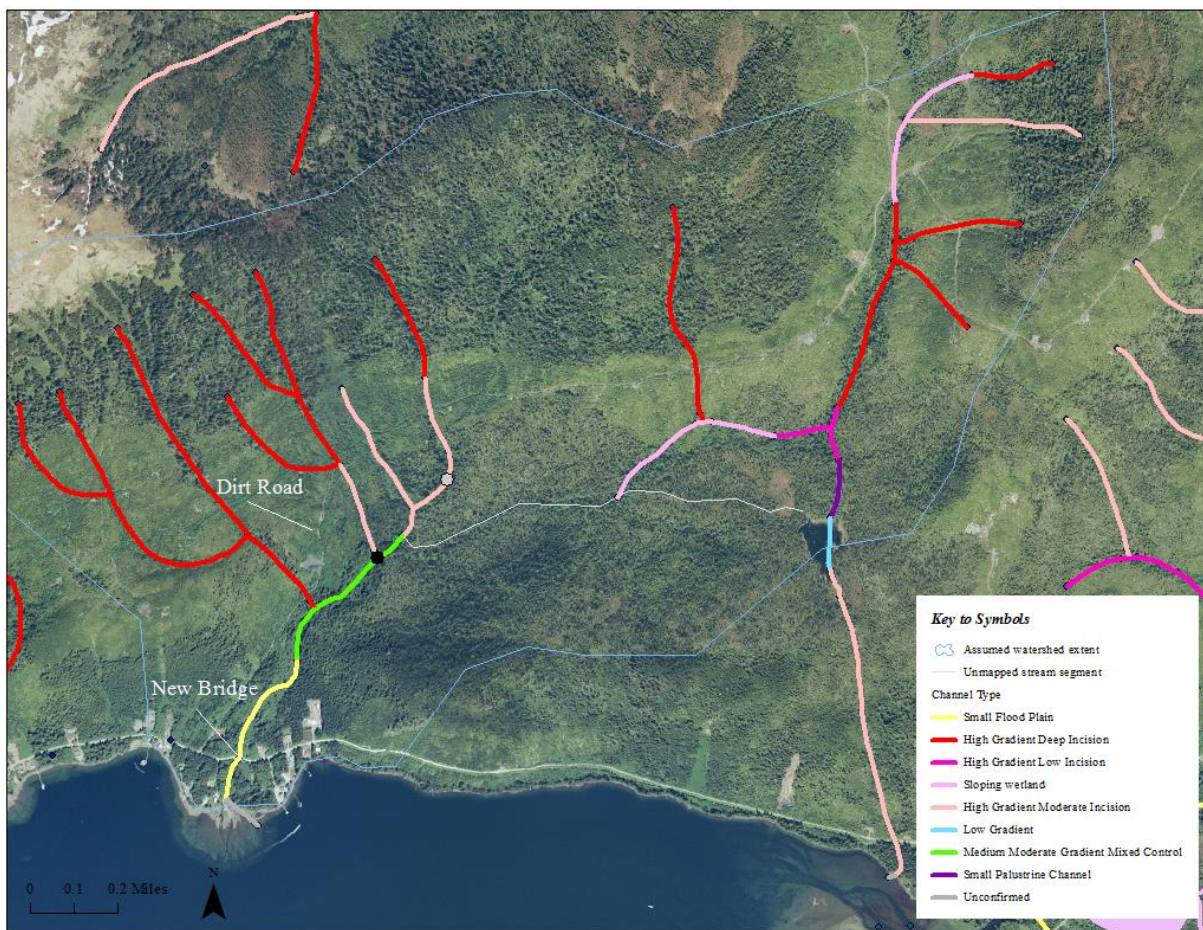 Dirt Road
New Bridge
Key to Symbols
Assumed watershed extent
Unmapped stream segment
Channel Type
Small Flood Plain
High Gradient Deep Incision
High Gradient Low Incision
Sloping wetland
High Gradient Moderate Incision
Low Gradient
Medium Moderate Gradient Mixed Control
Small Palustrine Channel
Unconfirmed
N
0 0.1 0.2 Miles